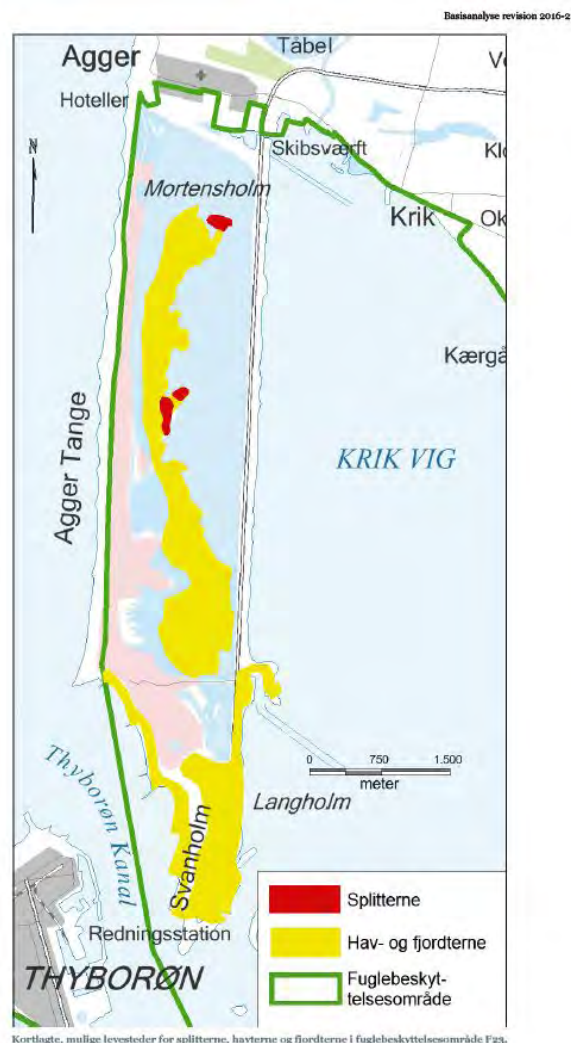 Basisanalyse revision 2016-2
Agger
Tåbel
Hoteller
Skibsværft
N
Mortensholm
Krik
Agger Tange
KRIK VIG
Thyborøn Kanal
0 750 1.500
meter
Langholm
Svanholm
Redningsstation
THYBORØN
Splitterne
Hav- og fjordterne
Fuglebeskyt-
telsesområde
Kortlagte, mulige levesteder for splitterne, havterne og fjordterne i fuglebeskyttelsesområde F23.